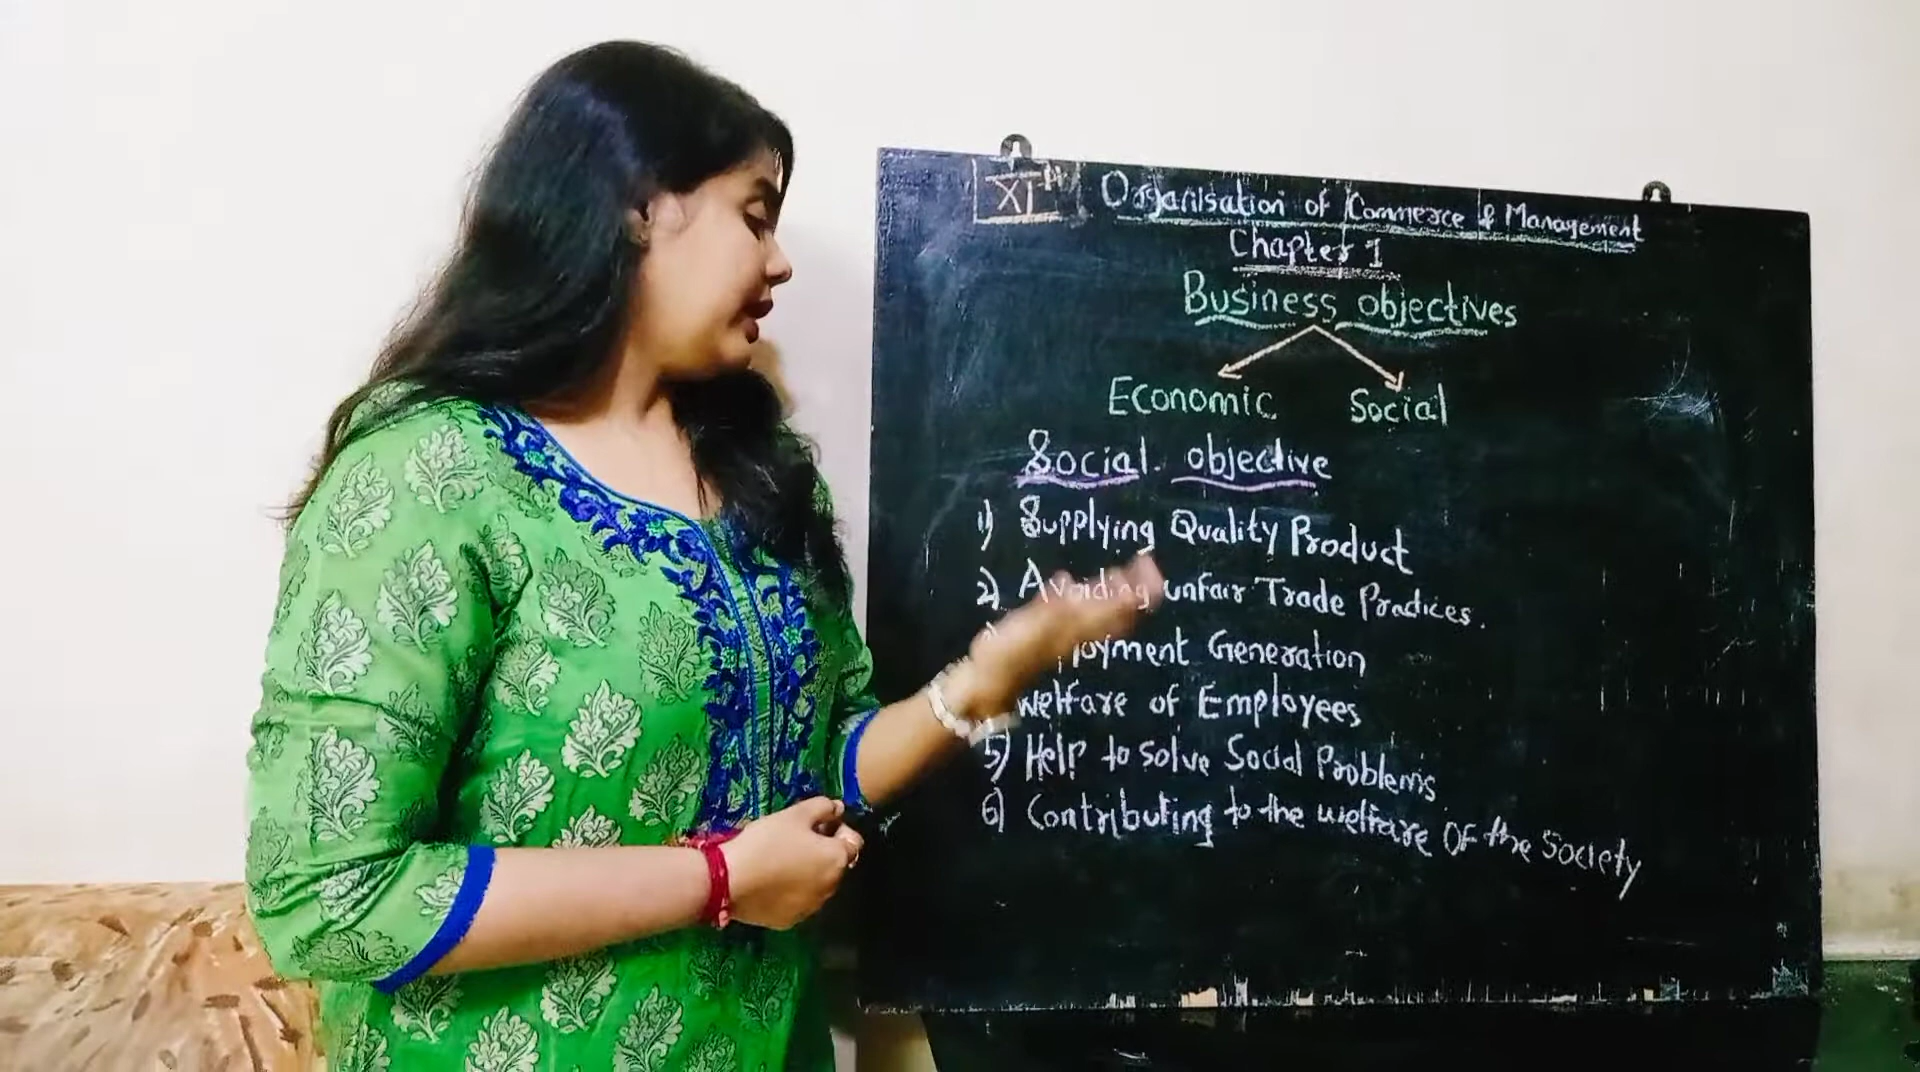 XI th Organisation of Commerce & Management
Chapter 1
Business objectives
Economic Social
Social objective
1) Supplying Quality Product
2) Avoiding unfair Trade Practices.
Generation
welfare of Employees
5) Help to solve Social Problems
6) Contributing to the welfare of the Society